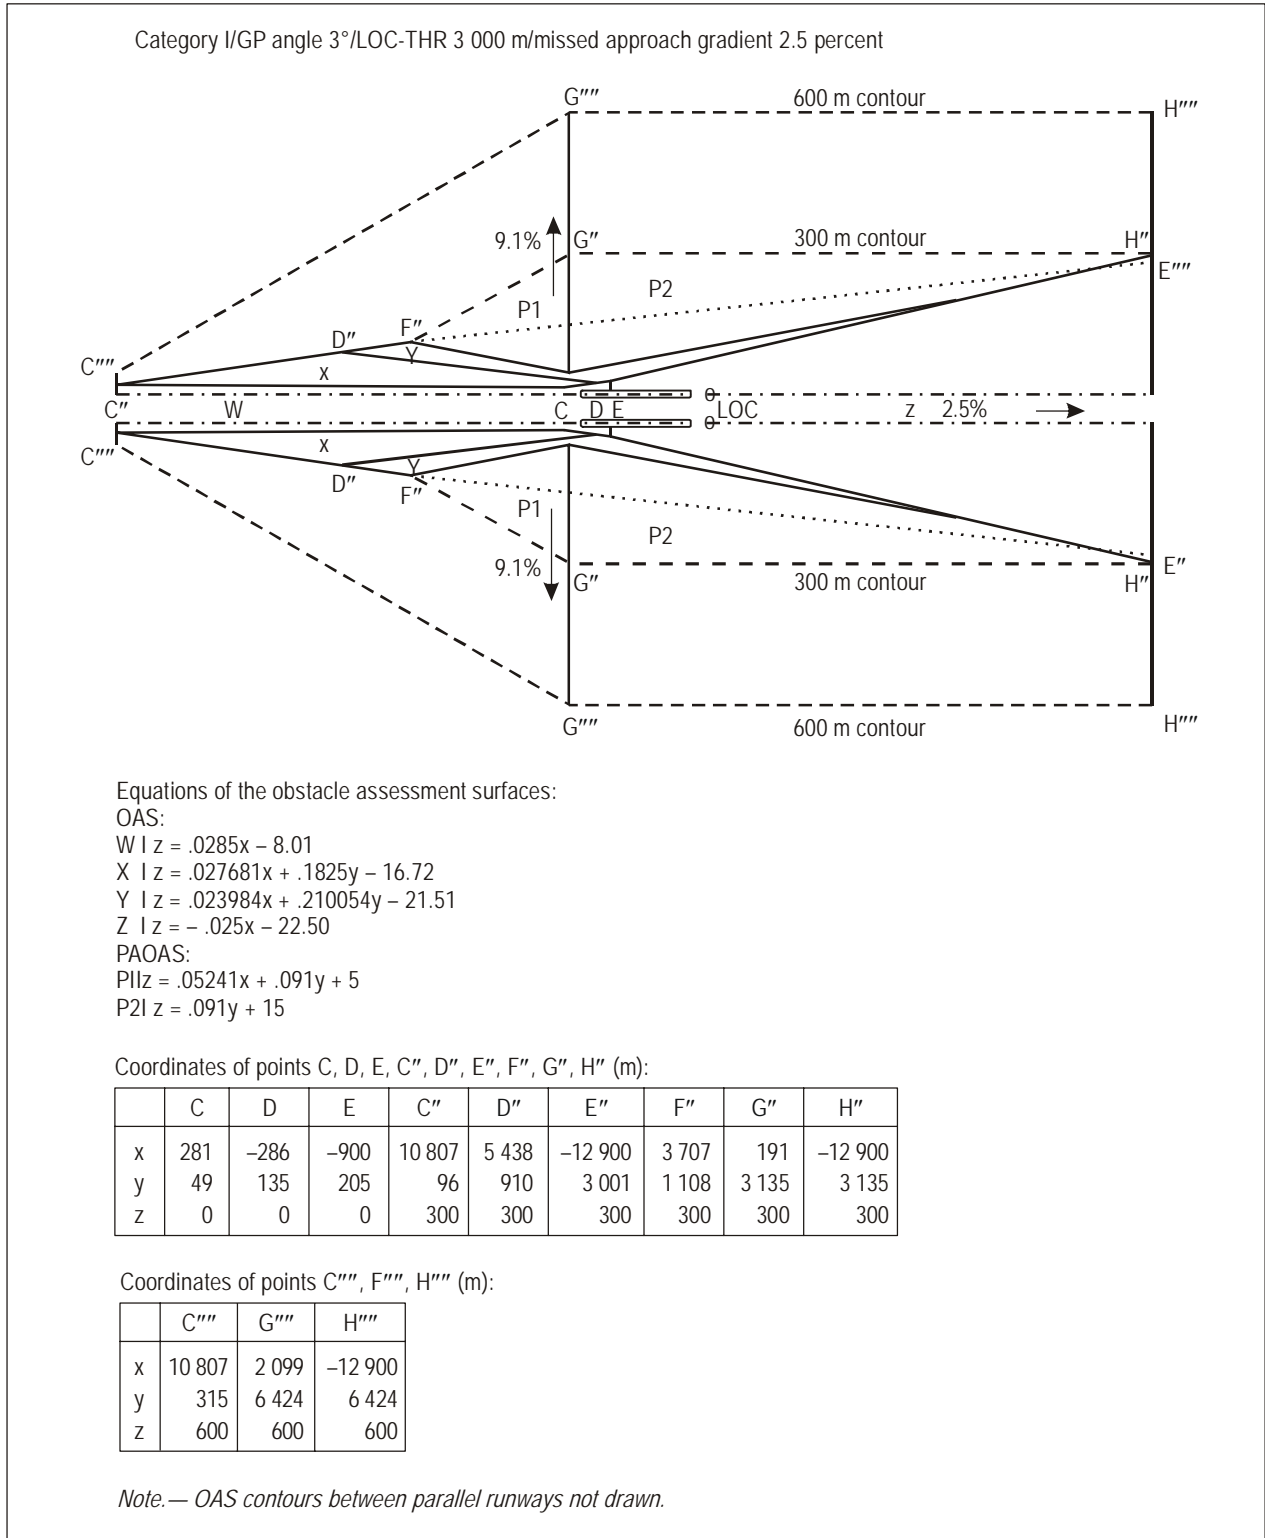 Category I/GP angle 3°/LOC-THR 3 000 m/missed approach gradient 2.5 percent
G″″ 600 m contour H″″
9.1% G″ 300 m contour H″
E″″
P1 P2
D″ F″
Y
C″″ x
C″ W C D E LOC z 2.5%
C″″ x
Y
D″ F″
P1 P2
9.1% G″ 300 m contour H″ E″
G″″ 600 m contour H″″
Equations of the obstacle assessment surfaces:
OAS:
W I z = .0285x – 8.01
X I z = .027681x + .1825y – 16.72
Y I z = .023984x + .210054y – 21.51
Z I z = – .025x – 22.50
PAOAS:
PIIz = .05241x + .091y + 5
P2I z = .091y + 15
Coordinates of points C, D, E, C″, D″, E″, F″, G″, H″ (m):
C D E C″ D″ E″ F″ G″ H″
x 281 –286 –900 10 807 5 438 –12 900 3 707 191 –12 900
y 49 135 205 96 910 3 001 1 108 3 135 3 135
z 0 0 0 300 300 300 300 300 300
Coordinates of points C″″, F″″, H″″ (m):
C″″ G″″ H″″
x 10 807 2 099 –12 900
y 315 6 424 6 424
z 600 600 600
Note.— OAS contours between parallel runways not drawn.